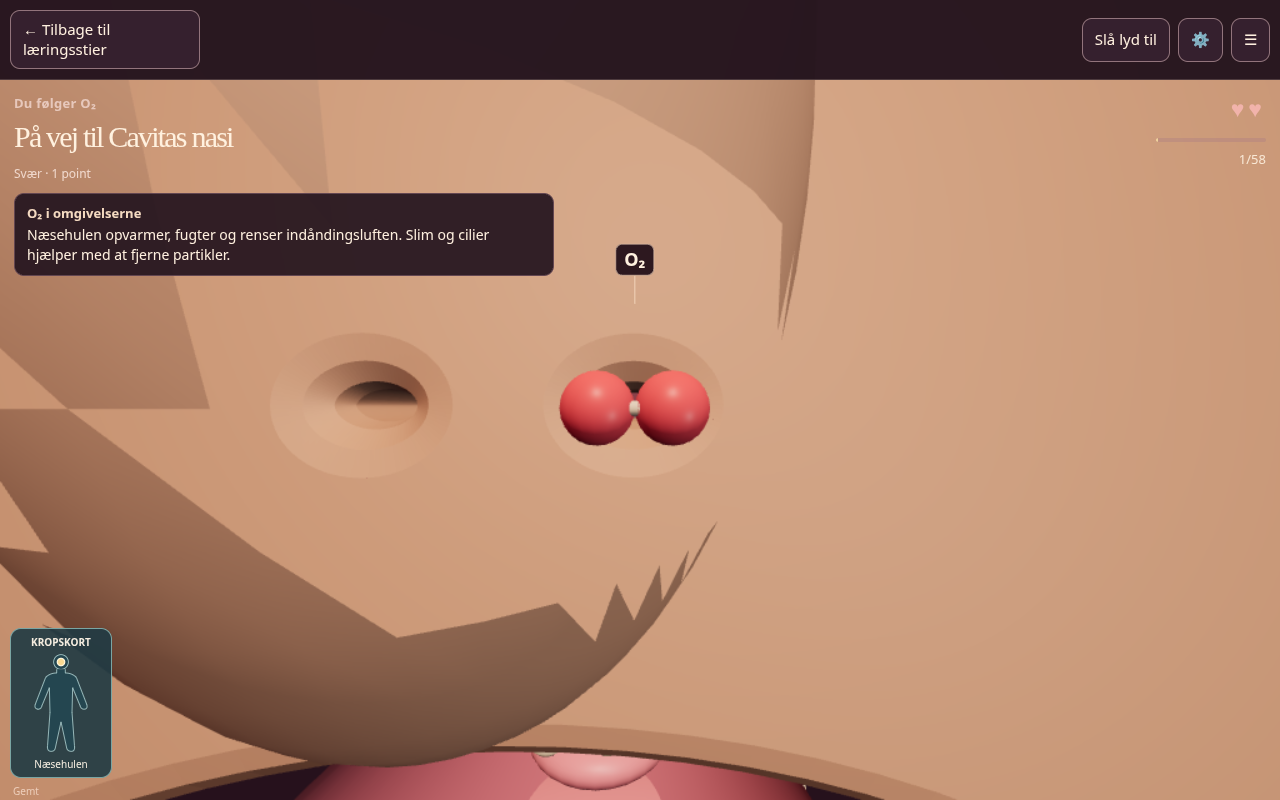 ← Tilbage til
læringsstier
Slå lyd til
Du følger O₂
På vej til Cavitas nasi
Svær · 1 point
♥♥
1/58
O₂ i omgivelserne
Næsehulen opvarmer, fugter og renser indåndingsluften. Slim og cilier
hjælper med at fjerne partikler.
O₂
KROPSKORT
Næsehulen
Gemt